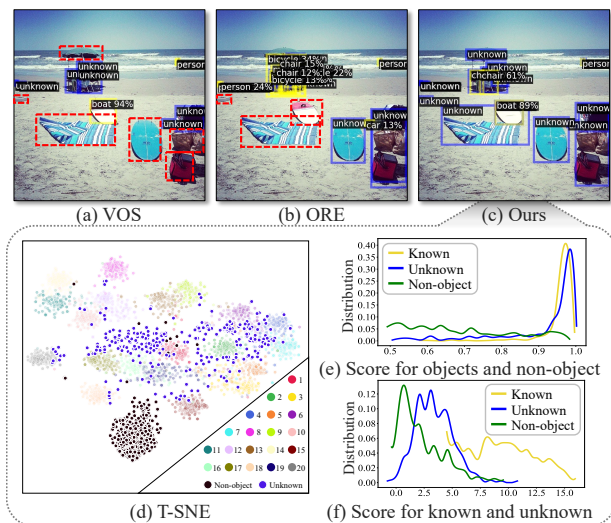 unknown
unknown
unknown
person
boat 94%
unknown
unknown
bicycle 34%
chair 15%
chair 12%
cle 22%
bicycle 13%
person
person 24%
unknown
car 13%
unknown
unknown
chchair 61%
person
unknown
boat 89%
unknown
unknown
unknown
(a) VOS
(b) ORE
(c) Ours
1
2
3
4
5
6
7
8
9
10
11
12
13
14
15
16
17
18
19
20
Non-object
Unknown
(d) T-SNE
Distribution
0.40
0.35
0.30
0.25
0.20
0.15
0.10
0.05
0.00
Known
Unknown
Non-object
0.5
0.6
0.7
0.8
0.9
1.0
(e) Score for objects and non-object
Distribution
0.12
0.10
0.08
0.06
0.04
0.02
0.00
Known
Unknown
Non-object
0.0
2.5
5.0
7.5
10.0
12.5
15.0
(f) Score for known and unknown